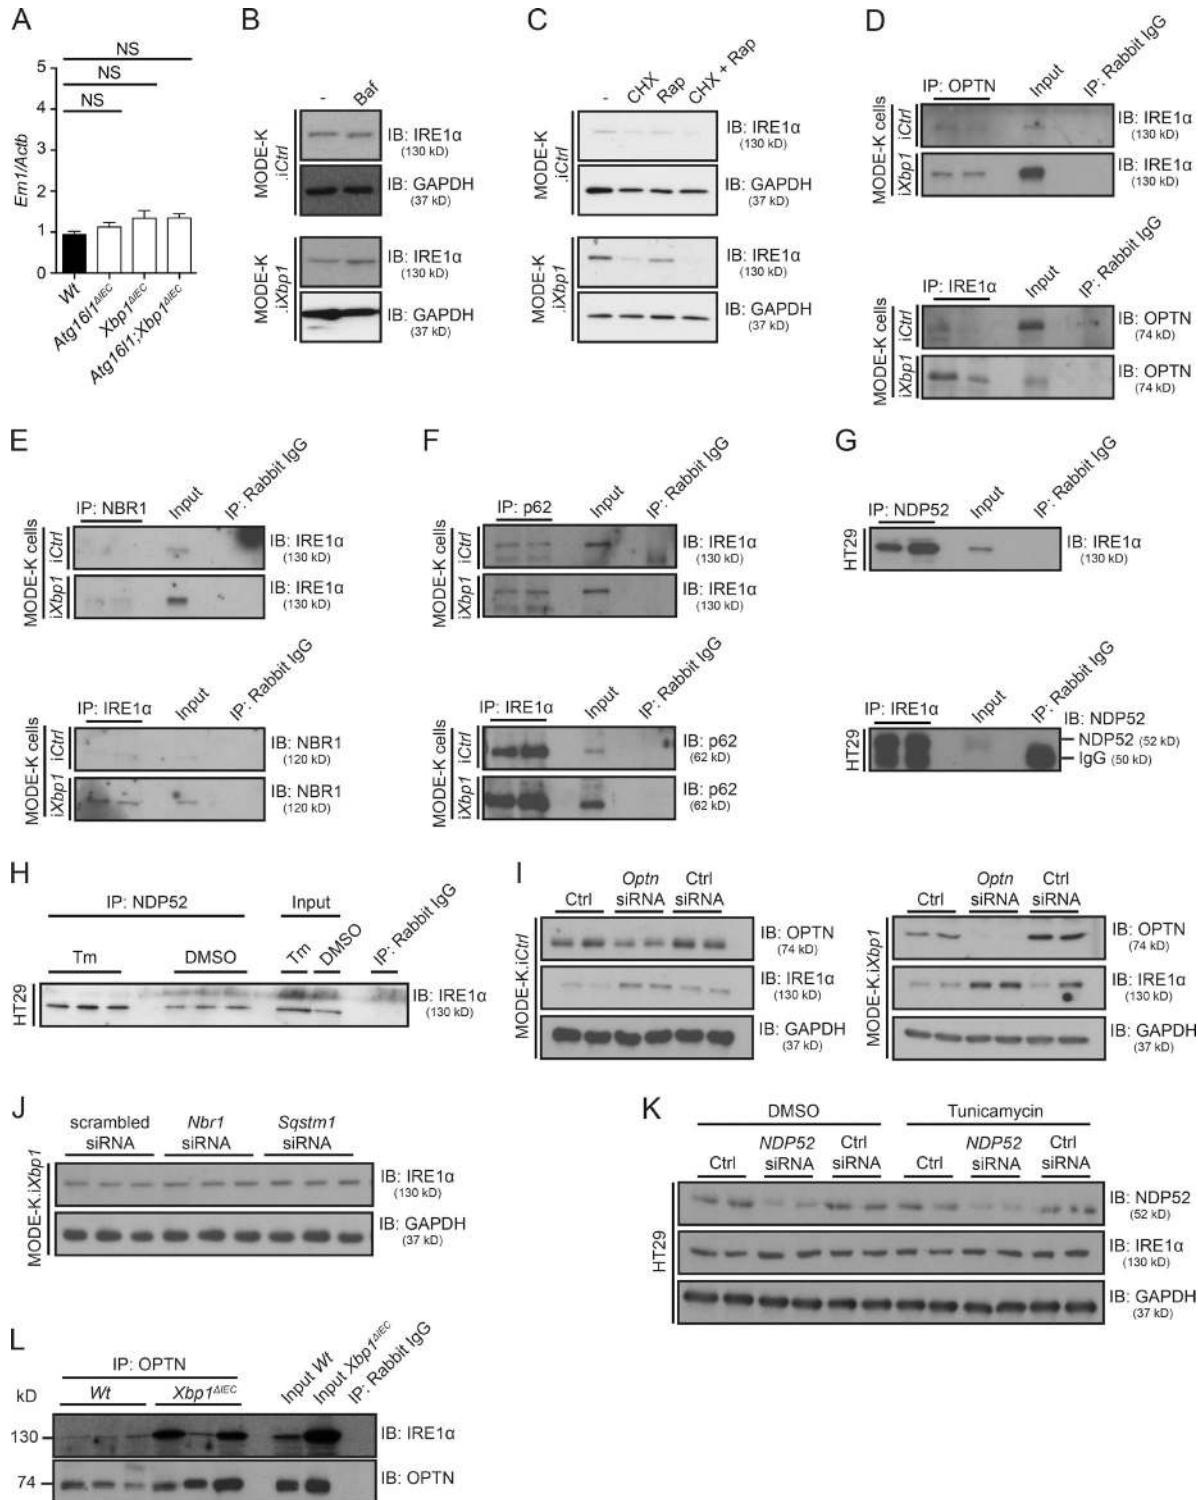 A
NS
NS
NS
5
4
3
2
1
0
Ern1/Actb
Wt
Atg16l1ΔIEC
Xbp1ΔIEC
Atg16l1;Xbp1ΔIEC
B
- Baf
MODE-K .iCtrl
IB: IRE1α
(130 kD)
IB: GAPDH
(37 kD)
MODE-K .iXbp1
IB: IRE1α
(130 kD)
IB: GAPDH
(37 kD)
C
- CHX Rap CHX + Rap
MODE-K .iCtrl
IB: IRE1α
(130 kD)
IB: GAPDH
(37 kD)
MODE-K .iXbp1
IB: IRE1α
(130 kD)
IB: GAPDH
(37 kD)
D
IP: OPTN Input IP: Rabbit IgG
MODE-K cells
iCtrl
IB: IRE1α
(130 kD)
iXbp1
IB: IRE1α
(130 kD)
IP: IRE1α Input IP: Rabbit IgG
MODE-K cells
iCtrl
IB: OPTN
(74 kD)
iXbp1
IB: OPTN
(74 kD)
E
IP: NBR1 Input IP: Rabbit IgG
MODE-K cells
iCtrl
IB: IRE1α
(130 kD)
iXbp1
IB: IRE1α
(130 kD)
IP: IRE1α Input IP: Rabbit IgG
MODE-K cells
iCtrl
IB: NBR1
(120 kD)
iXbp1
IB: NBR1
(120 kD)
F
IP: p62 Input IP: Rabbit IgG
MODE-K cells
iCtrl
IB: IRE1α
(130 kD)
iXbp1
IB: IRE1α
(130 kD)
IP: IRE1α Input IP: Rabbit IgG
MODE-K cells
iCtrl
IB: p62
(62 kD)
iXbp1
IB: p62
(62 kD)
G
IP: NDP52 Input IP: Rabbit IgG
HT29
IB: IRE1α
(130 kD)
IP: IRE1α Input IP: Rabbit IgG
HT29
IB: NDP52
NDP52 (52 kD)
IgG (50 kD)
H
IP: NDP52 Input
Tm DMSO Tm DMSO IP: Rabbit IgG
HT29
IB: IRE1α
(130 kD)
I
Optn Ctrl
Ctrl siRNA siRNA
MODE-K.iCtrl
IB: OPTN
(74 kD)
IB: IRE1α
(130 kD)
IB: GAPDH
(37 kD)
Optn Ctrl
Ctrl siRNA siRNA
MODE-K.iXbp1
IB: OPTN
(74 kD)
IB: IRE1α
(130 kD)
IB: GAPDH
(37 kD)
J
scrambled Nbr1 Sqstm1
siRNA siRNA siRNA
MODE-K.iXbp1
IB: IRE1α
(130 kD)
IB: GAPDH
(37 kD)
K
DMSO Tunicamycin
NDP52 Ctrl NDP52 Ctrl
Ctrl siRNA siRNA Ctrl siRNA siRNA
HT29
IB: NDP52
(52 kD)
IB: IRE1α
(130 kD)
IB: GAPDH
(37 kD)
L
IP: OPTN
kD Wt Xbp1ΔIEC Input Wt Input Xbp1ΔIEC IP: Rabbit IgG
130 IB: IRE1α
74 IB: OPTN